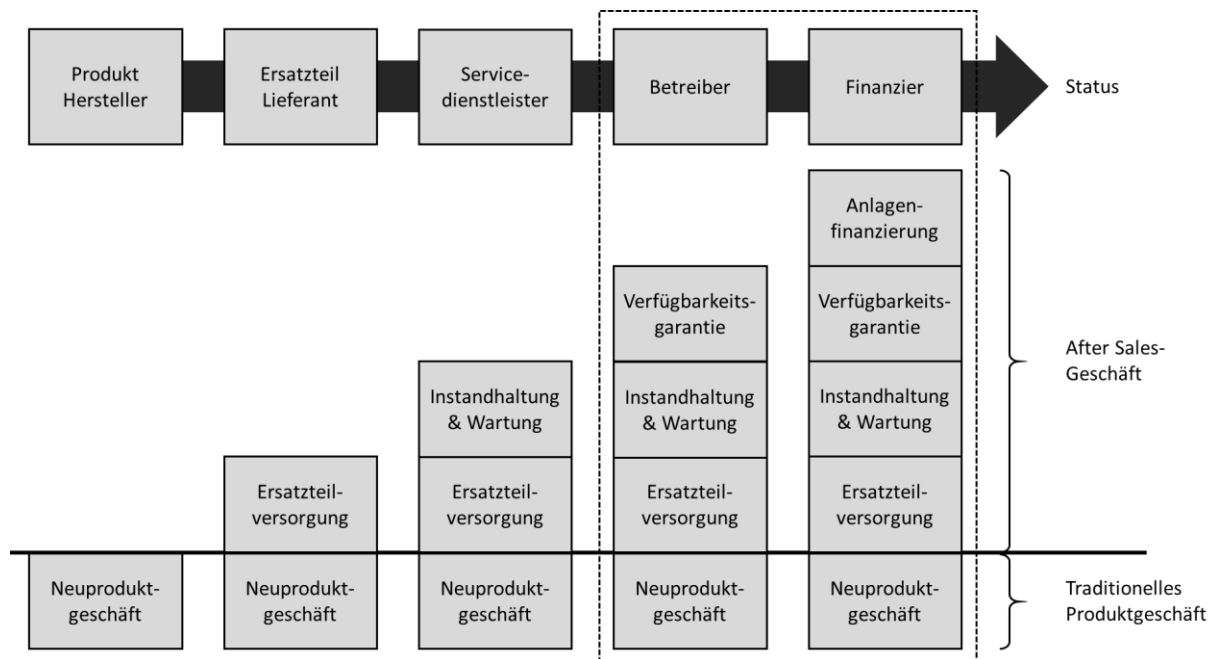 Produkt
Hersteller
Ersatzteil
Lieferant
Service-
dienstleister
Betreiber
Finanzier
Status
Anlagen-
finanzierung
Verfügbarkeits-
garantie
Verfügbarkeits-
garantie
After Sales-
Geschäft
Instandhaltung
& Wartung
Instandhaltung
& Wartung
Instandhaltung
& Wartung
Ersatzteil-
versorgung
Ersatzteil-
versorgung
Ersatzteil-
versorgung
Ersatzteil-
versorgung
Neuprodukt-
geschäft
Neuprodukt-
geschäft
Neuprodukt-
geschäft
Neuprodukt-
geschäft
Neuprodukt-
geschäft
Traditionelles
Produktgeschäft